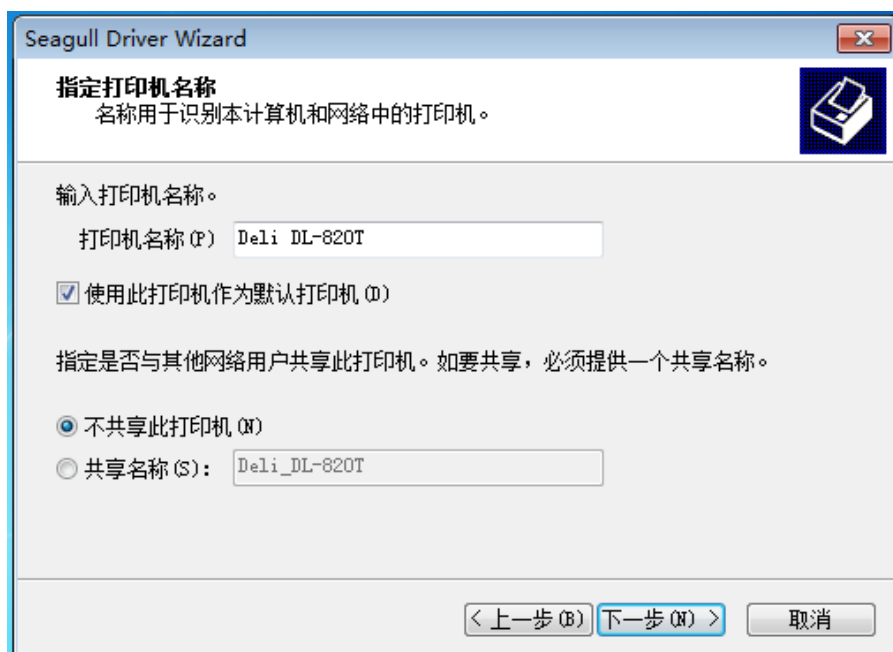 Seagull Driver Wizard
指定打印机名称
名称用于识别本计算机和网络中的打印机。
输入打印机名称。
打印机名称(P) Deli DL-820T
使用此打印机作为默认打印机(D)
指定是否与其他网络用户共享此打印机。如要共享，必须提供一个共享名称。
不共享此打印机(N)
共享名称(S)： Deli_DL-820T
< 上一步(B) 下一步(N) > 取消